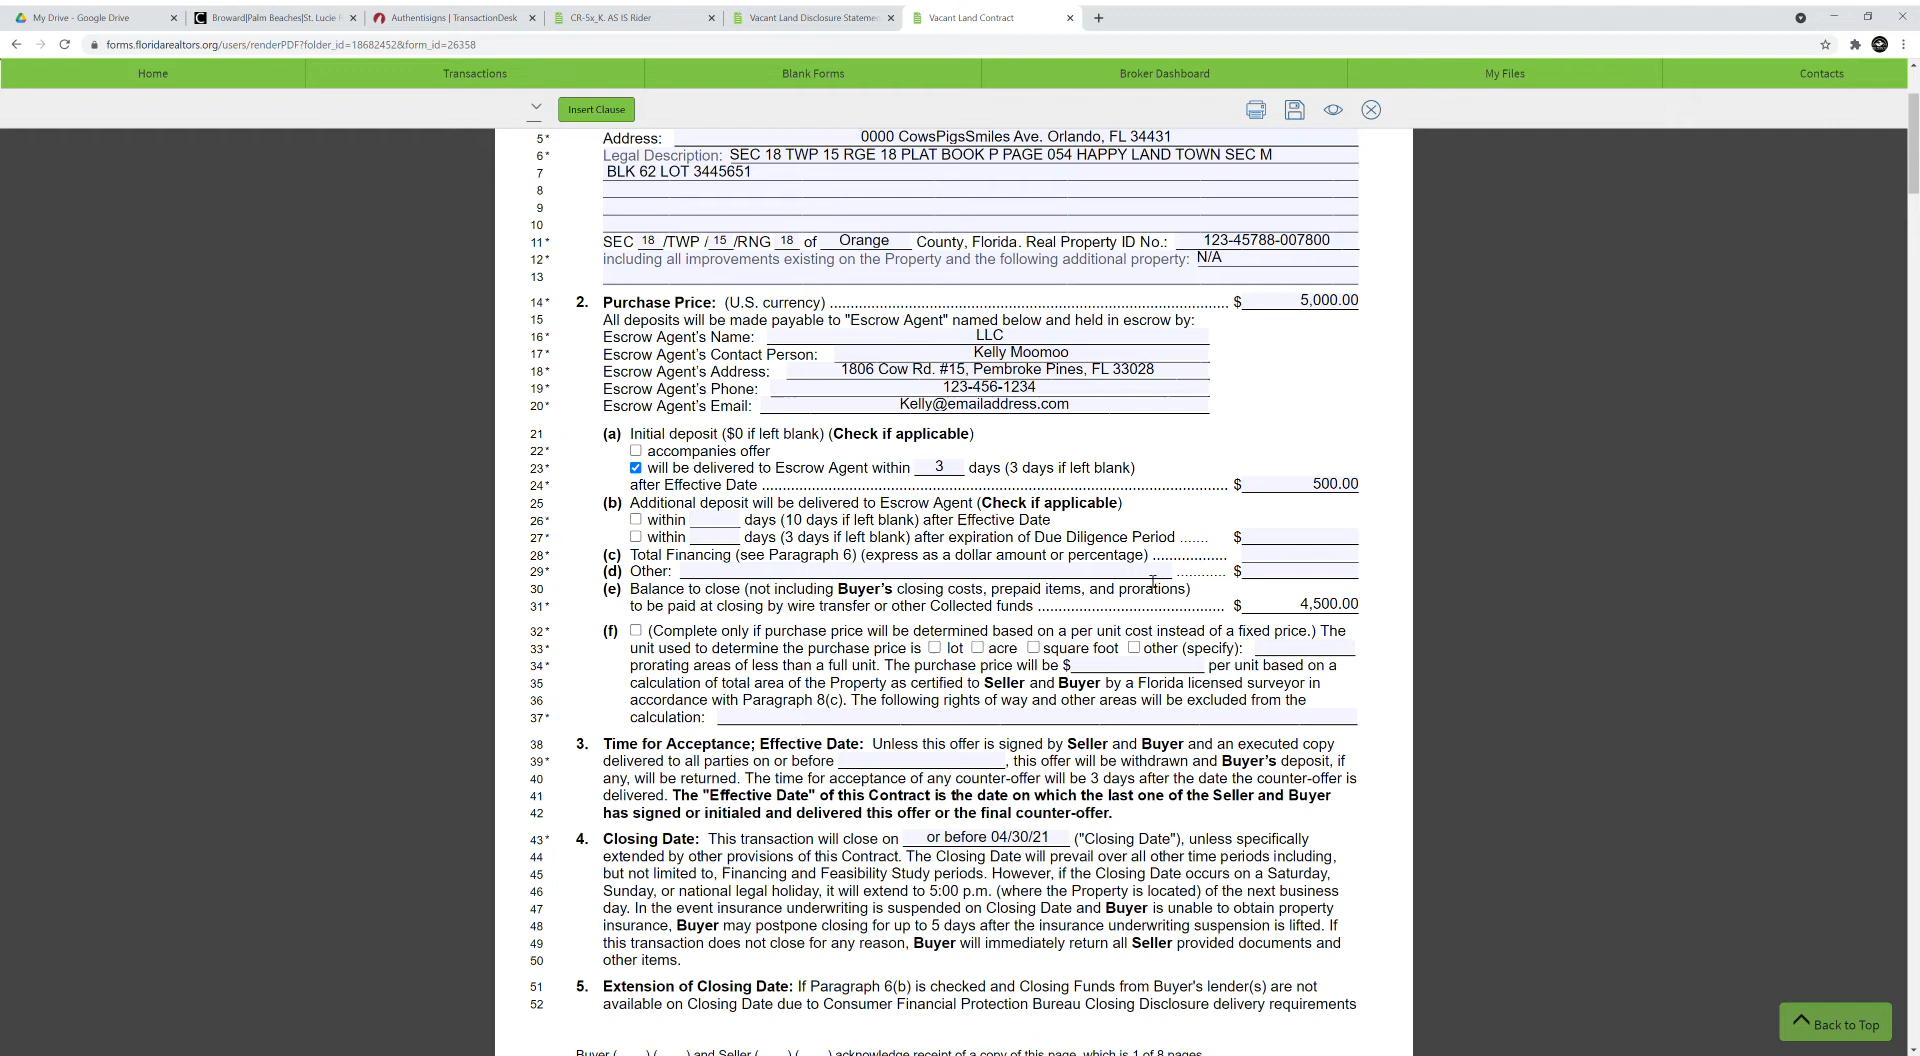 My Drive - Google Drive
Broward|Palm Beaches|St. Lucie
Authentisigns | TransactionDesk
CR-5x_K. AS IS Rider
Vacant Land Disclosure Statemen
Vacant Land Contract
forms.floridarealtors.org/users/renderPDF?folder_id=18682452&form_id=26358
Home Transactions Blank Forms Broker Dashboard My Files Contacts
Insert Clause
5* Address: 0000 CowsPigsSmiles Ave. Orlando, FL 34431
6* Legal Description: SEC 18 TWP 15 RGE 18 PLAT BOOK P PAGE 054 HAPPY LAND TOWN SEC M
7 BLK 62 LOT 3445651
8
9
10
11* SEC 18 /TWP / 15 /RNG 18 of Orange County, Florida. Real Property ID No.: 123-45788-007800
12* including all improvements existing on the Property and the following additional property: N/A
13
14* 2. Purchase Price: (U.S. currency) ........ $ 5,000.00
15 All deposits will be made payable to "Escrow Agent" named below and held in escrow by:
16* Escrow Agent's Name: LLC
17* Escrow Agent's Contact Person: Kelly Moomoo
18* Escrow Agent's Address: 1806 Cow Rd. #15, Pembroke Pines, FL 33028
19* Escrow Agent's Phone: 123-456-1234
20* Escrow Agent's Email: Kelly@emailaddress.com
21 (a) Initial deposit ($0 if left blank) (Check if applicable)
22* accompanies offer
23* will be delivered to Escrow Agent within 3 days (3 days if left blank)
24* after Effective Date ........ $ 500.00
25 (b) Additional deposit will be delivered to Escrow Agent (Check if applicable)
26* within days (10 days if left blank) after Effective Date
27* within days (3 days if left blank) after expiration of Due Diligence Period ....... $
28* (c) Total Financing (see Paragraph 6) (express as a dollar amount or percentage) ........
29* (d) Other: ............ $
30 (e) Balance to close (not including Buyer's closing costs, prepaid items, and prorations)
31* to be paid at closing by wire transfer or other Collected funds ........ $ 4,500.00
32* (f) (Complete only if purchase price will be determined based on a per unit cost instead of a fixed price.) The
33* unit used to determine the purchase price is lot acre square foot other (specify):
34* prorating areas of less than a full unit. The purchase price will be $ per unit based on a
35 calculation of total area of the Property as certified to Seller and Buyer by a Florida licensed surveyor in
36 accordance with Paragraph 8(c). The following rights of way and other areas will be excluded from the
37* calculation:
38 3. Time for Acceptance; Effective Date: Unless this offer is signed by Seller and Buyer and an executed copy
39* delivered to all parties on or before , this offer will be withdrawn and Buyer's deposit, if
40 any, will be returned. The time for acceptance of any counter-offer will be 3 days after the date the counter-offer is
41 delivered. The "Effective Date" of this Contract is the date on which the last one of the Seller and Buyer
42 has signed or initialed and delivered this offer or the final counter-offer.
43* 4. Closing Date: This transaction will close on or before 04/30/21 ("Closing Date"), unless specifically
44 extended by other provisions of this Contract. The Closing Date will prevail over all other time periods including,
45 but not limited to, Financing and Feasibility Study periods. However, if the Closing Date occurs on a Saturday,
46 Sunday, or national legal holiday, it will extend to 5:00 p.m. (where the Property is located) of the next business
47 day. In the event insurance underwriting is suspended on Closing Date and Buyer is unable to obtain property
48 insurance, Buyer may postpone closing for up to 5 days after the insurance underwriting suspension is lifted. If
49 this transaction does not close for any reason, Buyer will immediately return all Seller provided documents and
50 other items.
51 5. Extension of Closing Date: If Paragraph 6(b) is checked and Closing Funds from Buyer's lender(s) are not
52 available on Closing Date due to Consumer Financial Protection Bureau Closing Disclosure delivery requirements
Buyer (____) (____) and Seller (____) (____) acknowledge receipt of a copy of this page, which is 1 of 8 pages.
Back to Top